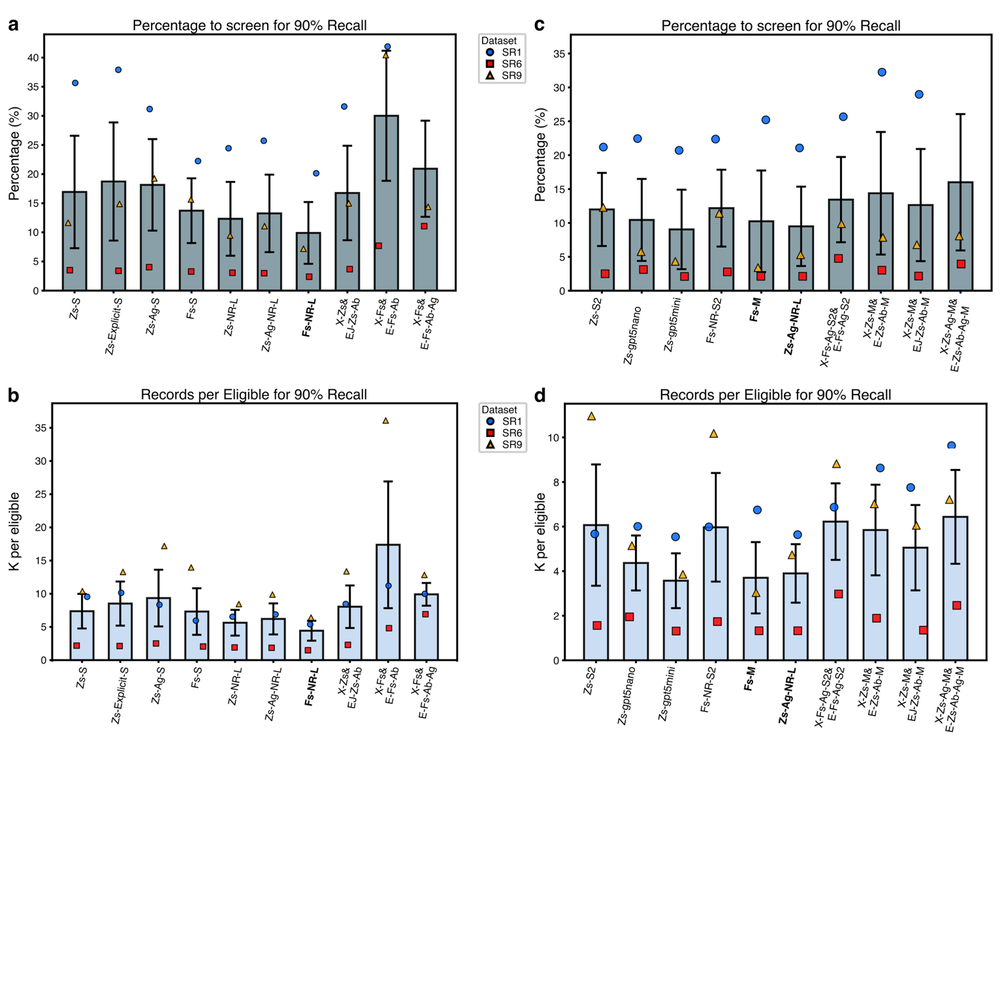 a
Percentage to screen for 90% Recall
Percentage (%)
40
35
30
25
20
15
10
5
0
Zs-S
Zs-Explicit-S
Zs-Ag-S
Fs-S
Zs-NR-L
Zs-Ag-NR-L
Fs-NR-L
X-Zs&
EJ-Zs-Ab
X-Fs&
E-Fs-Ab
X-Fs&
E-Fs-Ab-Ag
Dataset
SR1
SR6
SR9
c
Percentage to screen for 90% Recall
Percentage (%)
35
30
25
20
15
10
5
0
Zs-S2
Zs-gpt5nano
Zs-gpt5mini
Fs-NR-S2
Fs-M
Zs-Ag-NR-L
X-Fs-Ag-S2&
E-Fs-Ag-S2
X-Zs-M&
E-Zs-Ab-M
X-Zs-M&
EJ-Zs-Ab-M
X-Zs-Ag-M&
E-Zs-Ab-Ag-M
b
Records per Eligible for 90% Recall
K per eligible
35
30
25
20
15
10
5
0
Zs-S
Zs-Explicit-S
Zs-Ag-S
Fs-S
Zs-NR-L
Zs-Ag-NR-L
Fs-NR-L
X-Zs&
EJ-Zs-Ab
X-Fs&
E-Fs-Ab
X-Fs&
E-Fs-Ab-Ag
Dataset
SR1
SR6
SR9
d
Records per Eligible for 90% Recall
K per eligible
10
8
6
4
2
0
Zs-S2
Zs-gpt5nano
Zs-gpt5mini
Fs-NR-S2
Fs-M
Zs-Ag-NR-L
X-Fs-Ag-S2&
E-Fs-Ag-S2
X-Zs-M&
E-Zs-Ab-M
X-Zs-M&
EJ-Zs-Ab-M
X-Zs-Ag-M&
E-Zs-Ab-Ag-M